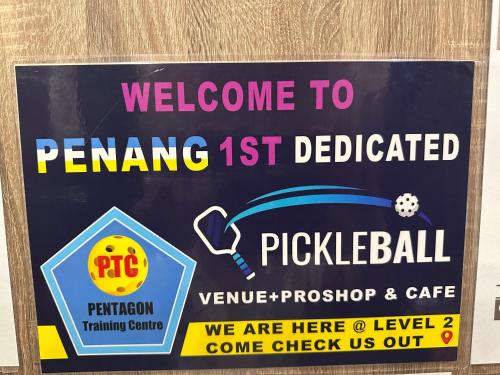 WELCOME TO
PENANG 1ST DEDICATED
PICKLEBALL
PTC
PENTAGON
Training Centre
VENUE+PROSHOP & CAFE
WE ARE HERE @ LEVEL 2
COME CHECK US OUT